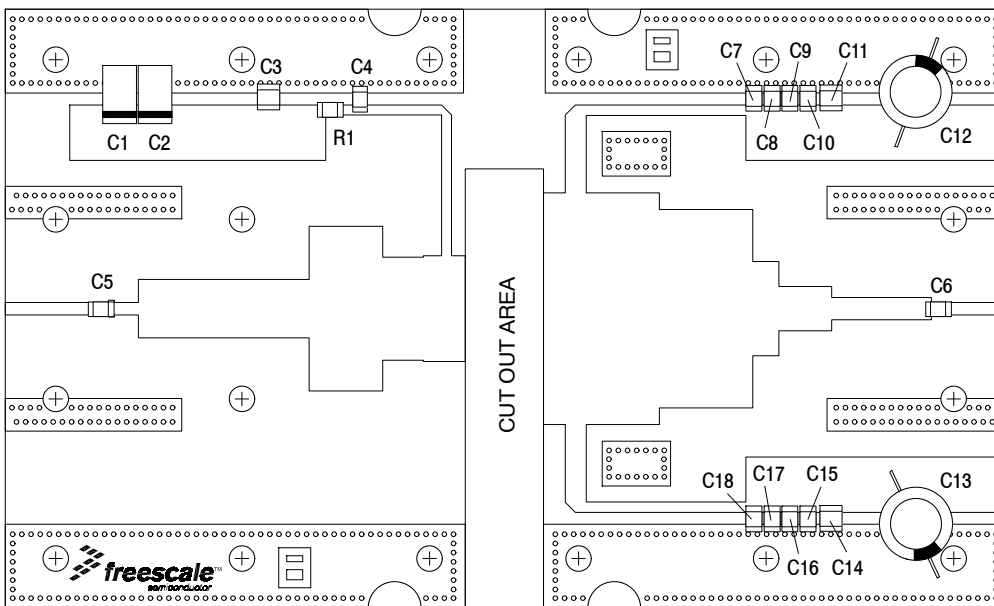 C7 C9 C11
C3 C4
C1 C2 R1
C8 C10 C12
C5 C6
CUT OUT AREA
C18 C17 C15 C13
C16 C14
freescale™
semiconductor